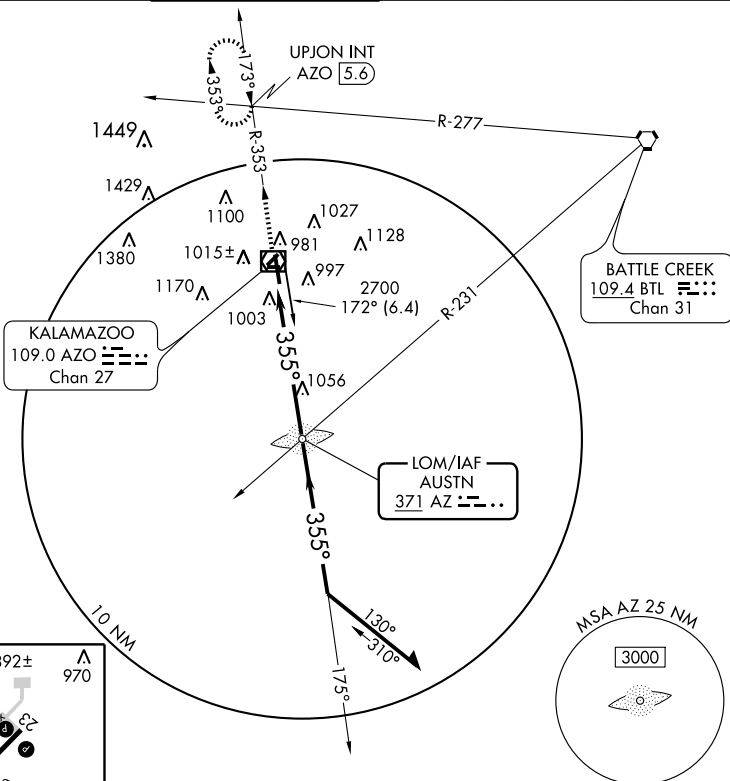 UPJON INT
AZO 5.6
173°
353°
R-277
R-353
1449
1429
1100
1027
1380
1015±
981
1128
1170
997
2700
172° (6.4)
1003
R-231
BATTLE CREEK
109.4 BTL
Chan 31
KALAMAZOO
109.0 AZO
Chan 27
355°
1056
LOM/IAF
AUSTN
371 AZ
355°
10 NM
130°
310°
175°
MSA AZ 25 NM
3000
892±
970
23
P
P